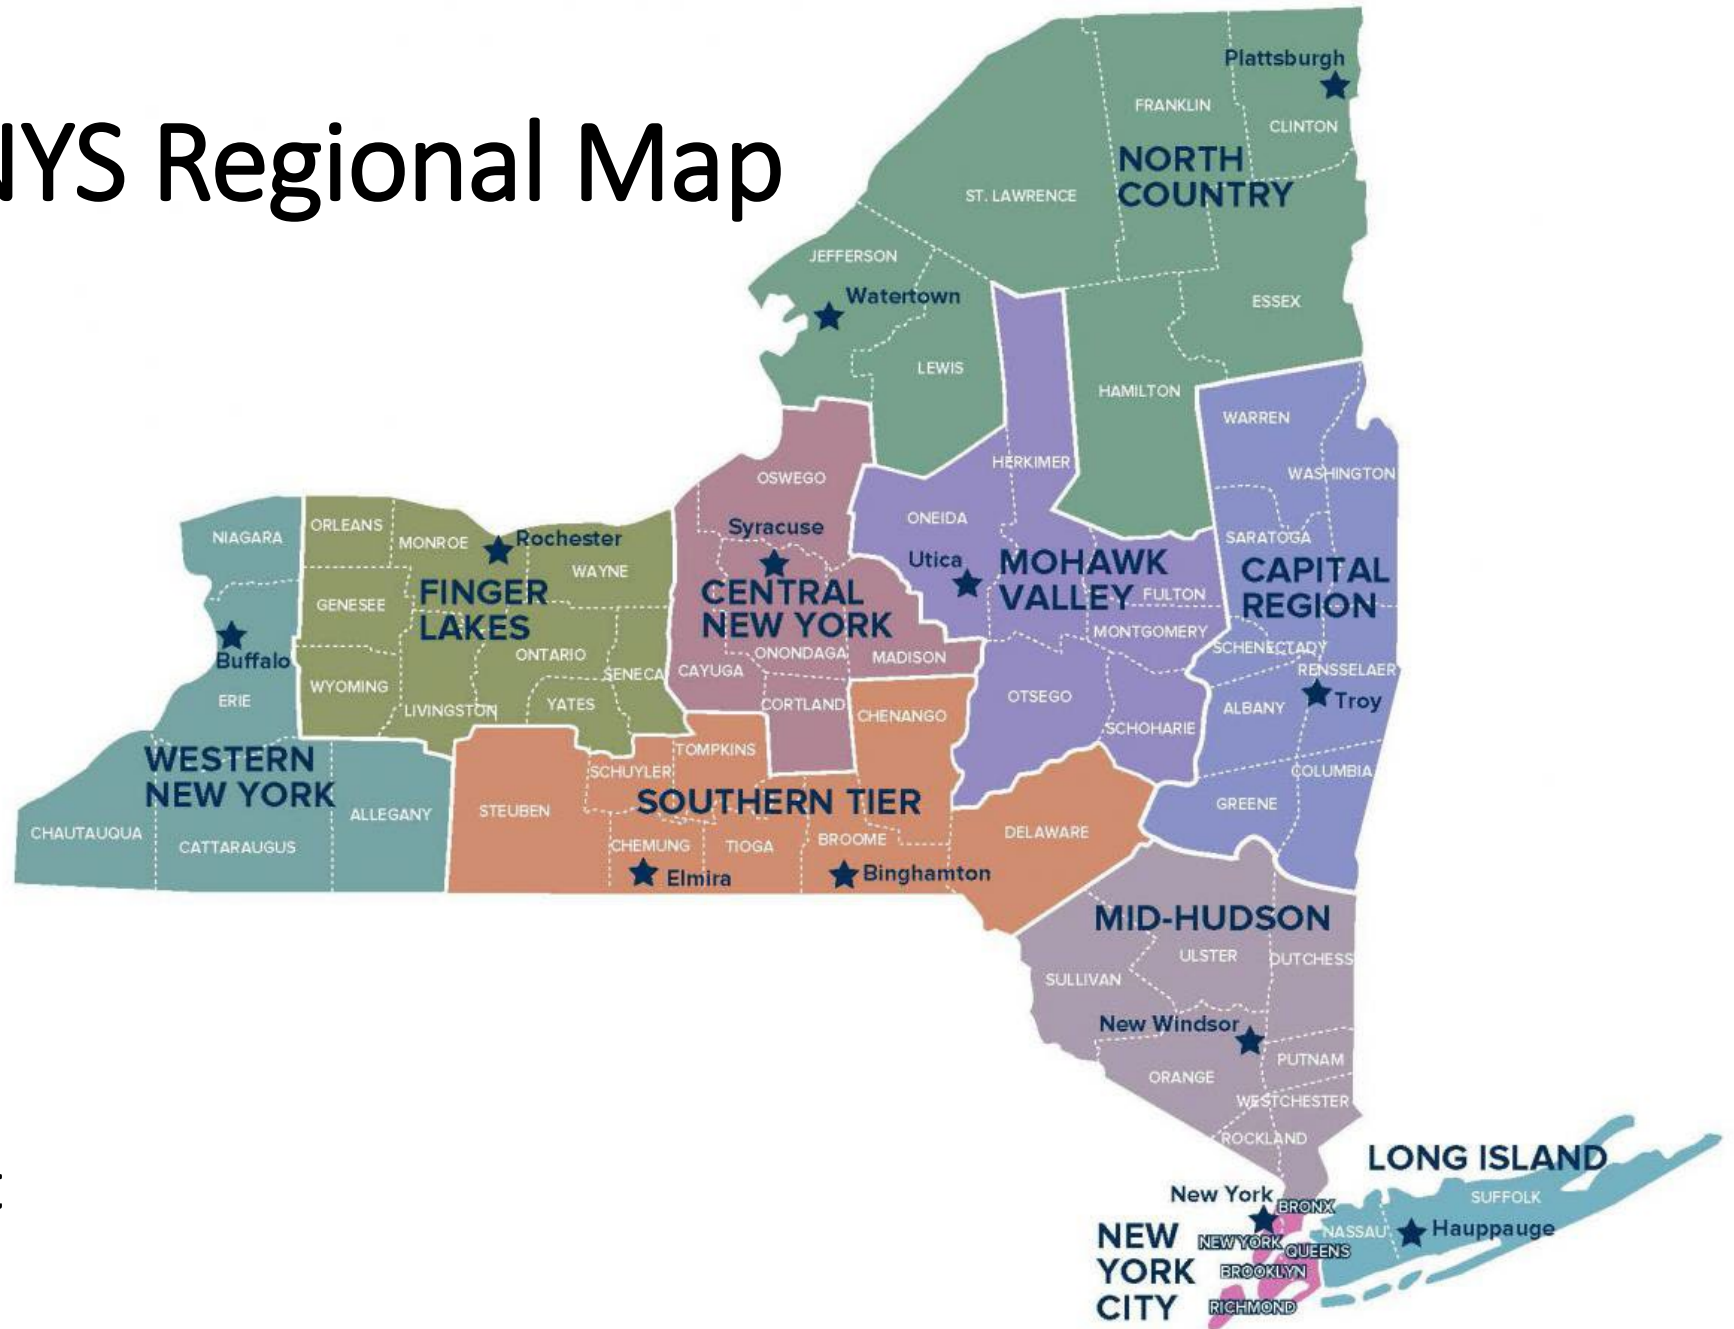 NYS Regional Map
Plattsburgh
FRANKLIN
CLINTON
NORTH
COUNTRY
ST. LAWRENCE
JEFFERSON
Watertown
ESSEX
LEWIS
HAMILTON
WARREN
HERKIMER
WASHINGTON
OSWEGO
ONEIDA
Syracuse
NIAGARA
ORLEANS
MONROE
Rochester
SARATOGA
Utica
MOHAWK
VALLEY
CAPITAL
REGION
WAYNE
FINGER
LAKES
CENTRAL
NEW YORK
FULTON
GENESEE
MONTGOMERY
SCHENECTADY
Buffalo
ONTARIO
SENECA
CAYUGA
ONONDAGA
MADISON
RENSSELAER
Troy
ERIE
WYOMING
LIVINGSTON
YATES
CORTLAND
CHENANGO
OTSEGO
SCHOHARIE
ALBANY
WESTERN
NEW YORK
TOMPKINS
SCHUYLER
COLUMBIA
STEUBEN
SOUTHERN TIER
GREENE
ALLEGANY
CHAUTAUQUA
CATTARAUGUS
CHEMUNG
TIOGA
BROOME
DELAWARE
Elmira
Binghamton
MID-HUDSON
ULSTER
DUTCHESS
SULLIVAN
New Windsor
PUTNAM
ORANGE
WESTCHESTER
ROCKLAND
LONG ISLAND
New York
BRONX
SUFFOLK
NEW
YORK
CITY
NEW YORK
QUEENS
NASSAU
Hauppauge
BROOKLYN
RICHMOND